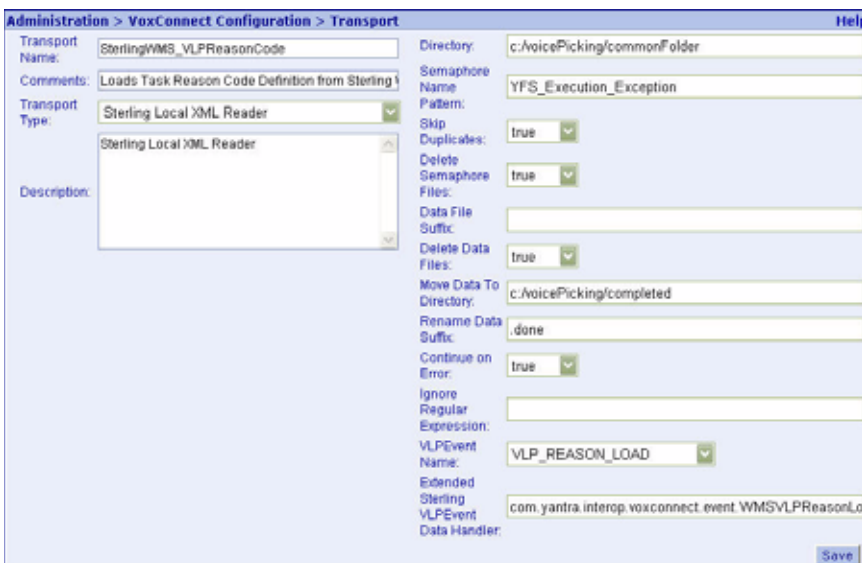 Administration > VoxConnect Configuration > Transport
Help
Transport
Name:
SterlingWMS_VLPReasonCode
Comments:
Loads Task Reason Code Definition from Sterling
Transport
Type:
Sterling Local XML Reader
Description:
Sterling Local XML Reader
Directory:
c:/voicePicking/commonFolder
Semaphore
Name
Pattern:
YFS_Execution_Exception
Skip
Duplicates:
true
Delete
Semaphore
Files:
true
Data File
Suffix:
Delete Data
Files:
true
Move Data To
Directory:
c:/voicePicking/completed
Rename Data
Suffix:
.done
Continue on
Error:
true
Ignore
Regular
Expression:
VLPEvent
Name:
VLP_REASON_LOAD
Extended
Sterling
VLPEvent
Data Handler:
com.yantra.interop.voxconnect.event.WMSVLPReasonLo
Save